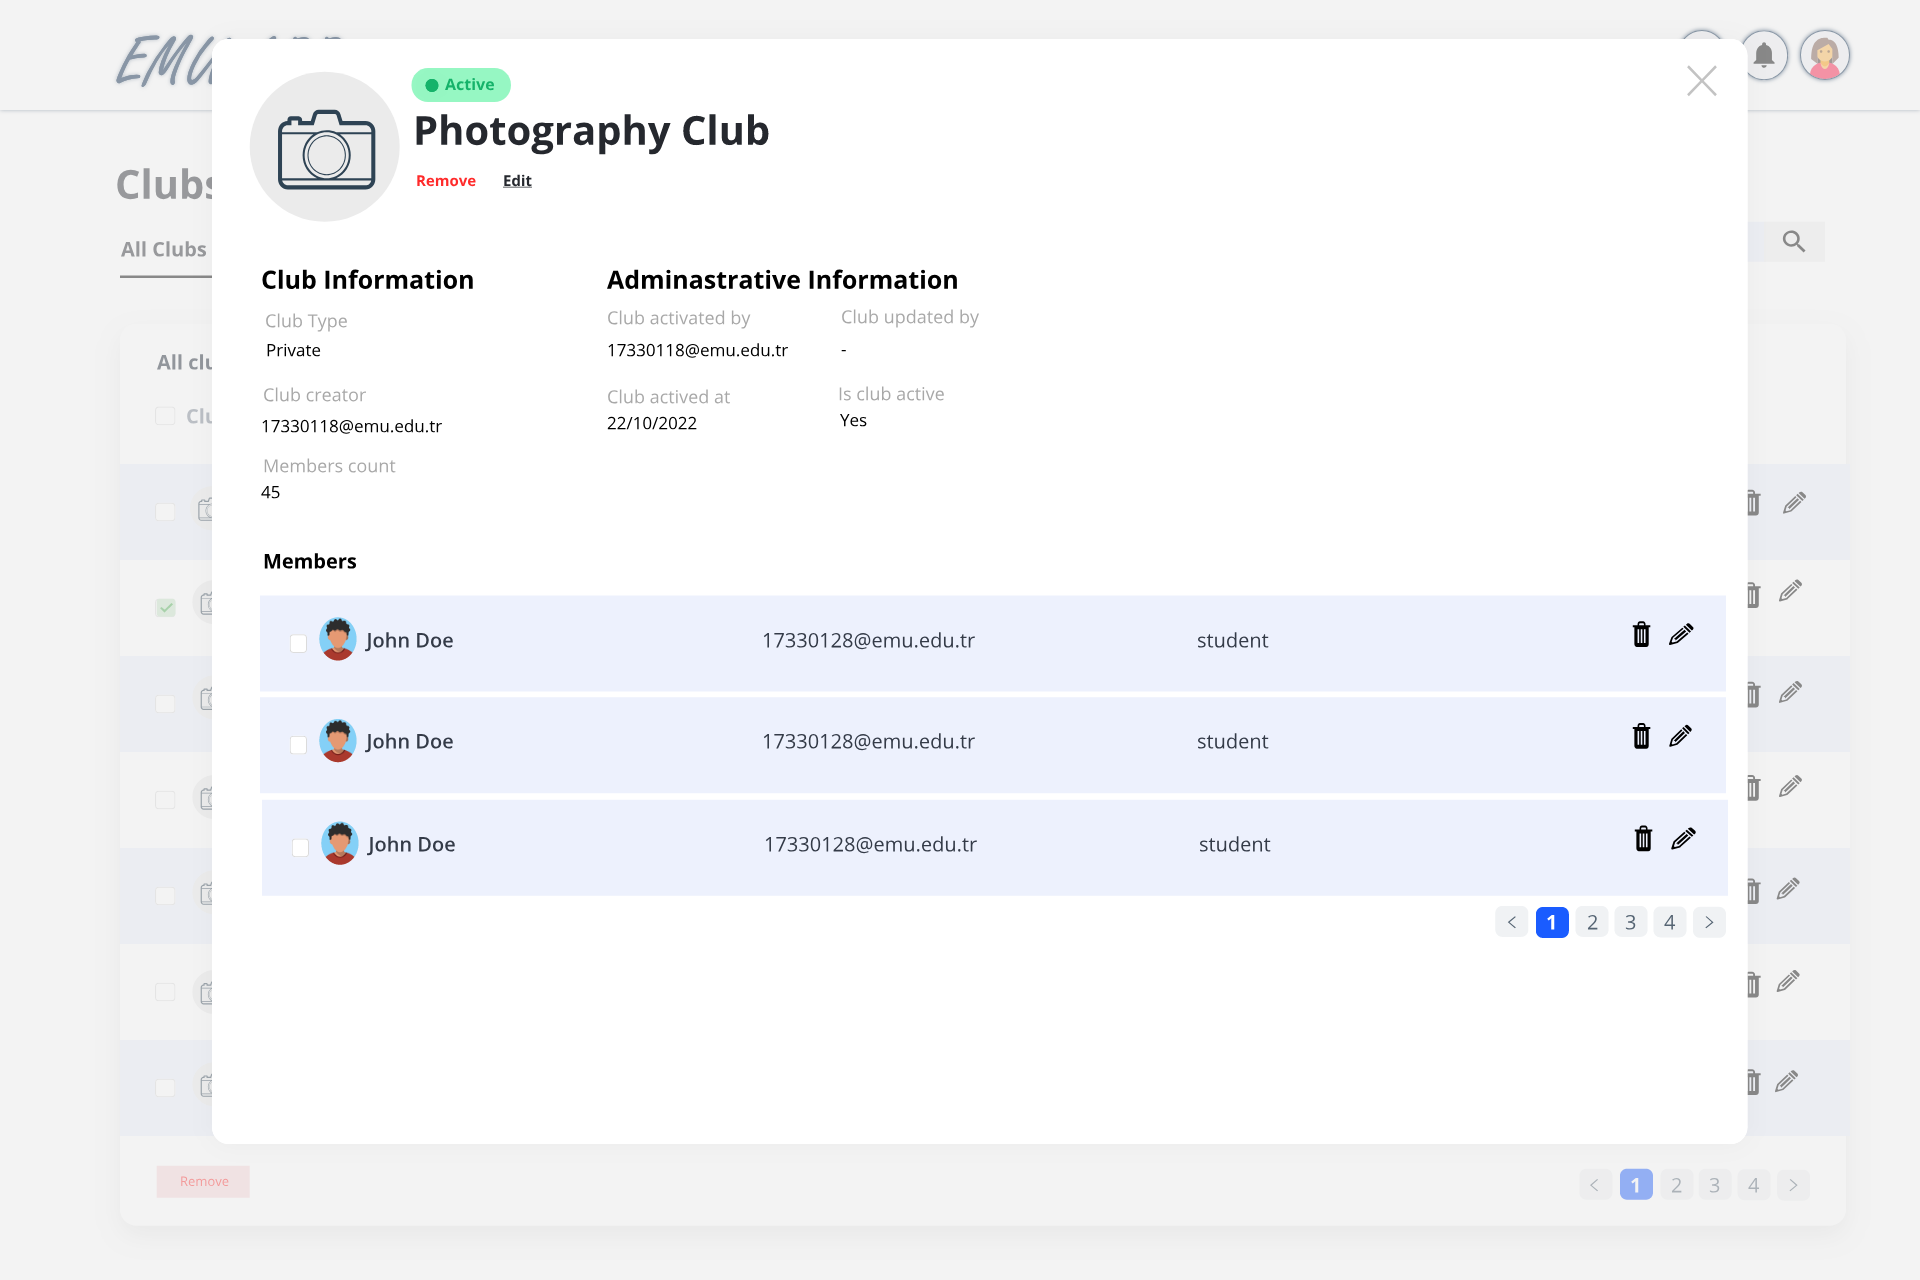 EMU
Active
Photography Club
Remove Edit
Clubs
All Clubs
Club Information Adminastrative Information
Club Type Club activated by Club updated by
Private 17330118@emu.edu.tr -
Club creator Club actived at Is club active
17330118@emu.edu.tr 22/10/2022 Yes
Members count
45
All
Members
John Doe 17330128@emu.edu.tr student
John Doe 17330128@emu.edu.tr student
John Doe 17330128@emu.edu.tr student
< 1 2 3 4 >
Remove
< 1 2 3 4 >